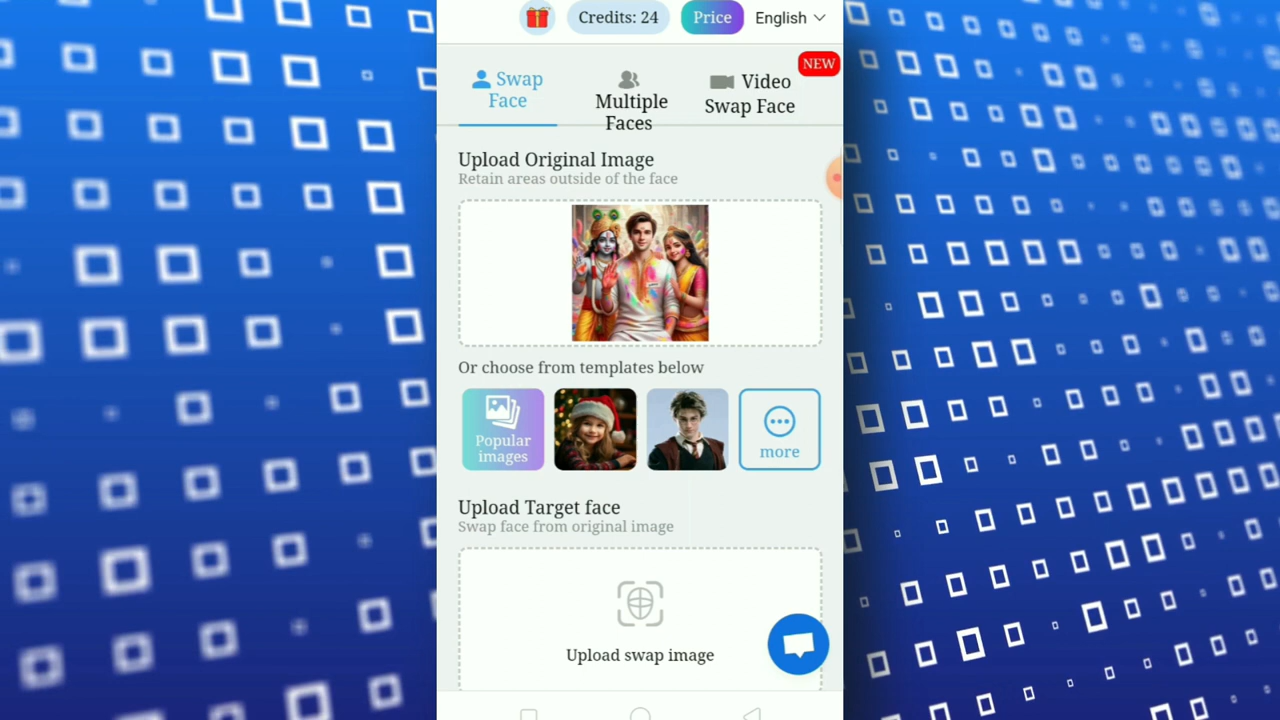 Credits: 24
Price
English
NEW
Swap
Face
Multiple
Faces
Video
Swap Face
Upload Original Image
Retain areas outside of the face
Or choose from templates below
Popular
images
more
Upload Target face
Swap face from original image
Upload swap image